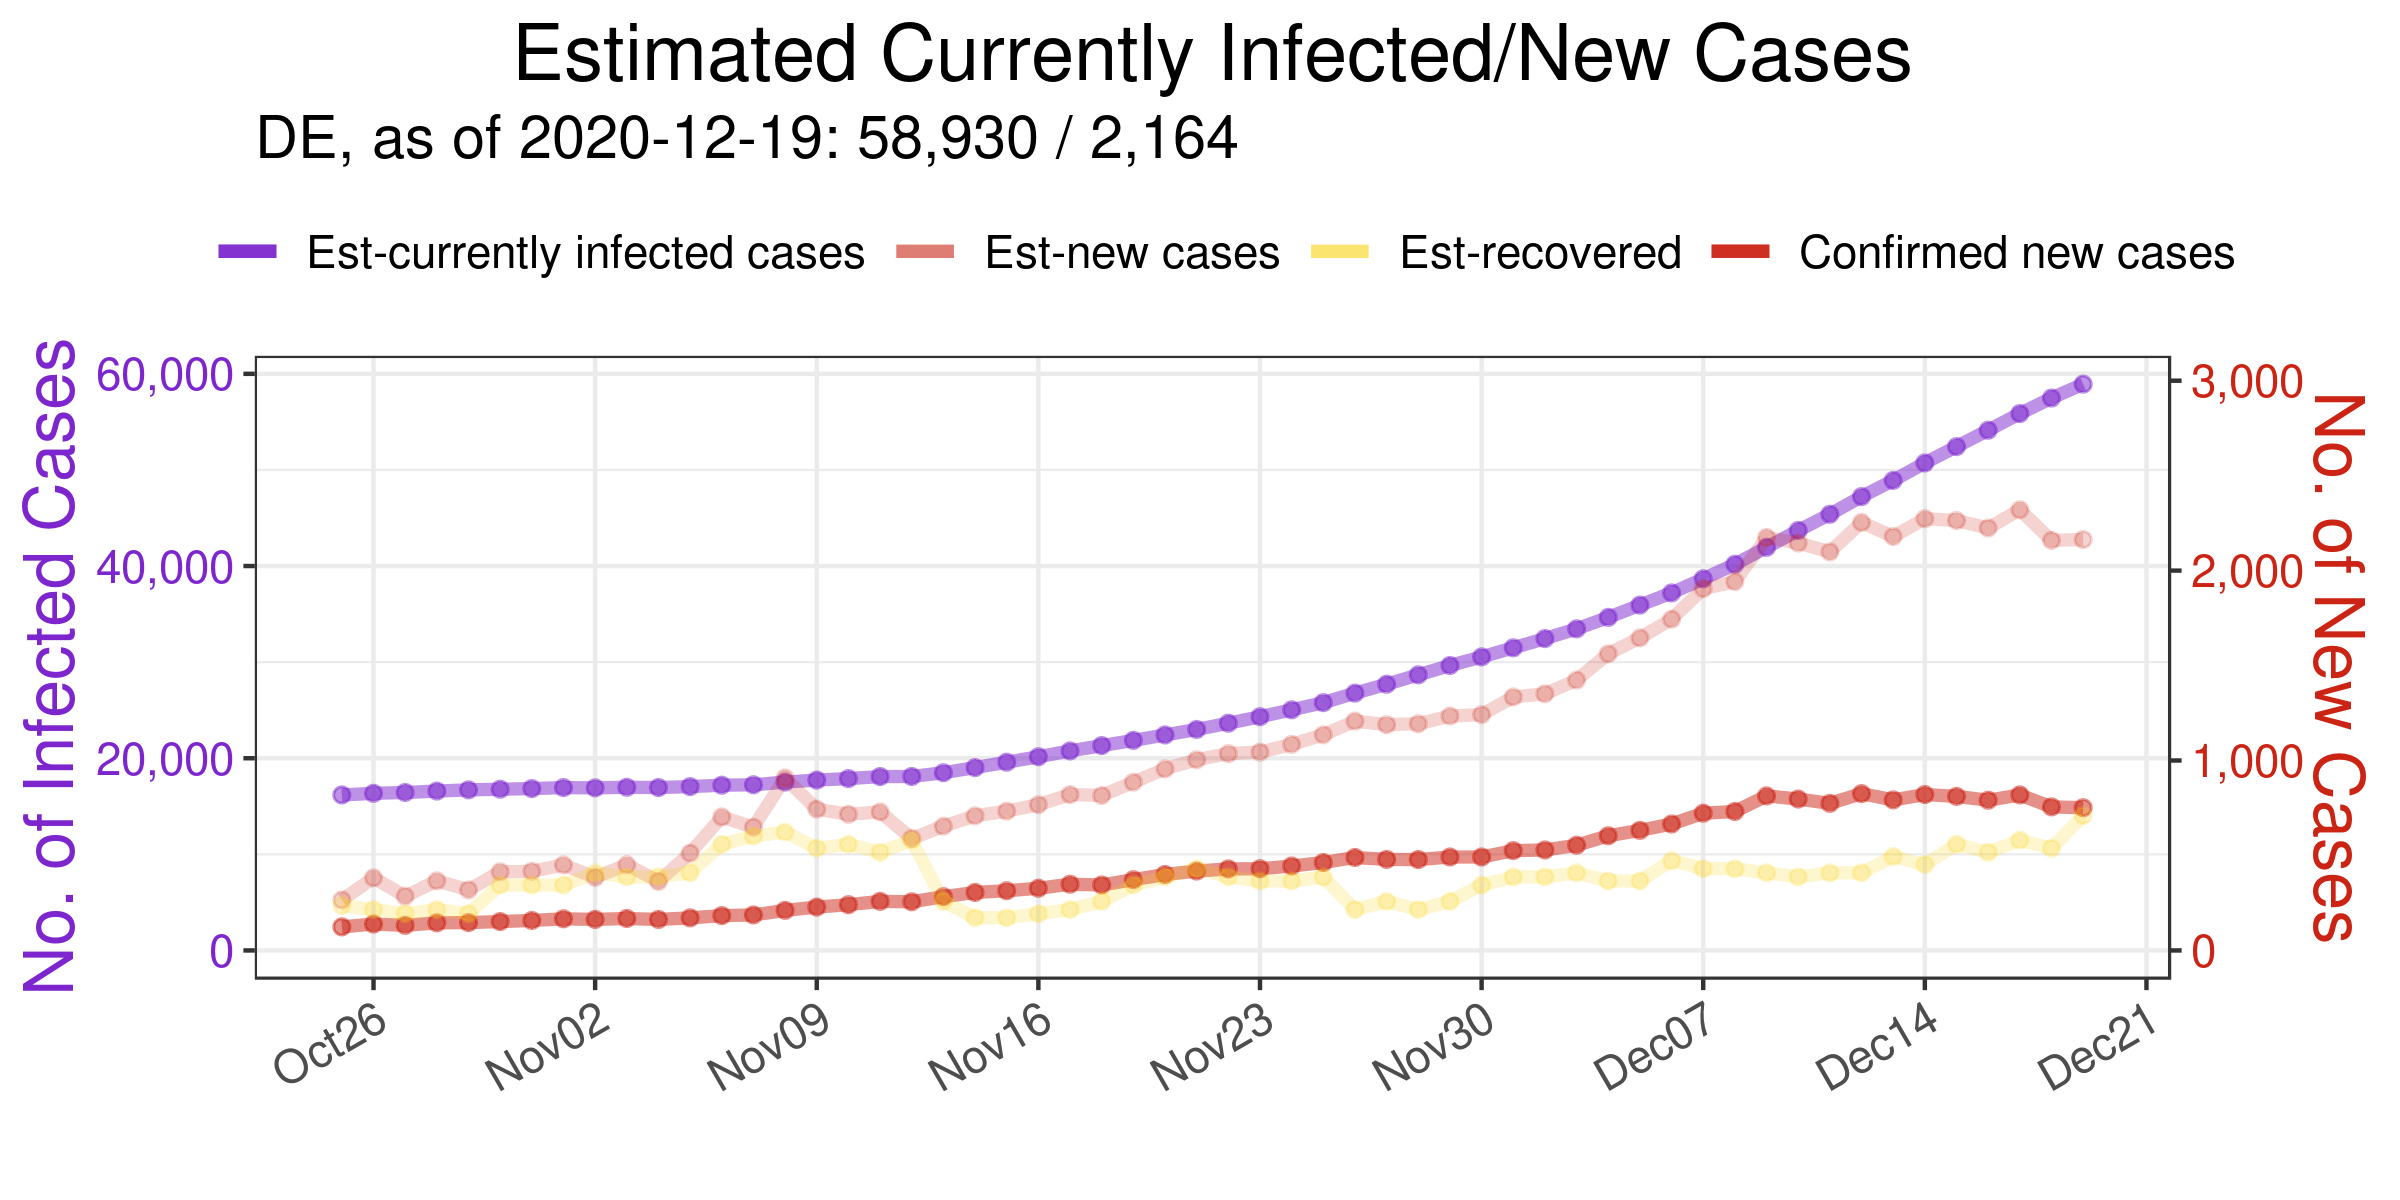 Estimated Currently Infected/New Cases
DE, as of 2020-12-19: 58,930 / 2,164
Est-currently infected cases Est-new cases Est-recovered Confirmed new cases
No. of Infected Cases
60,000
40,000
20,000
0
3,000
2,000
1,000
0
No. of New Cases
Oct26 Nov02 Nov09 Nov16 Nov23 Nov30 Dec07 Dec14 Dec21